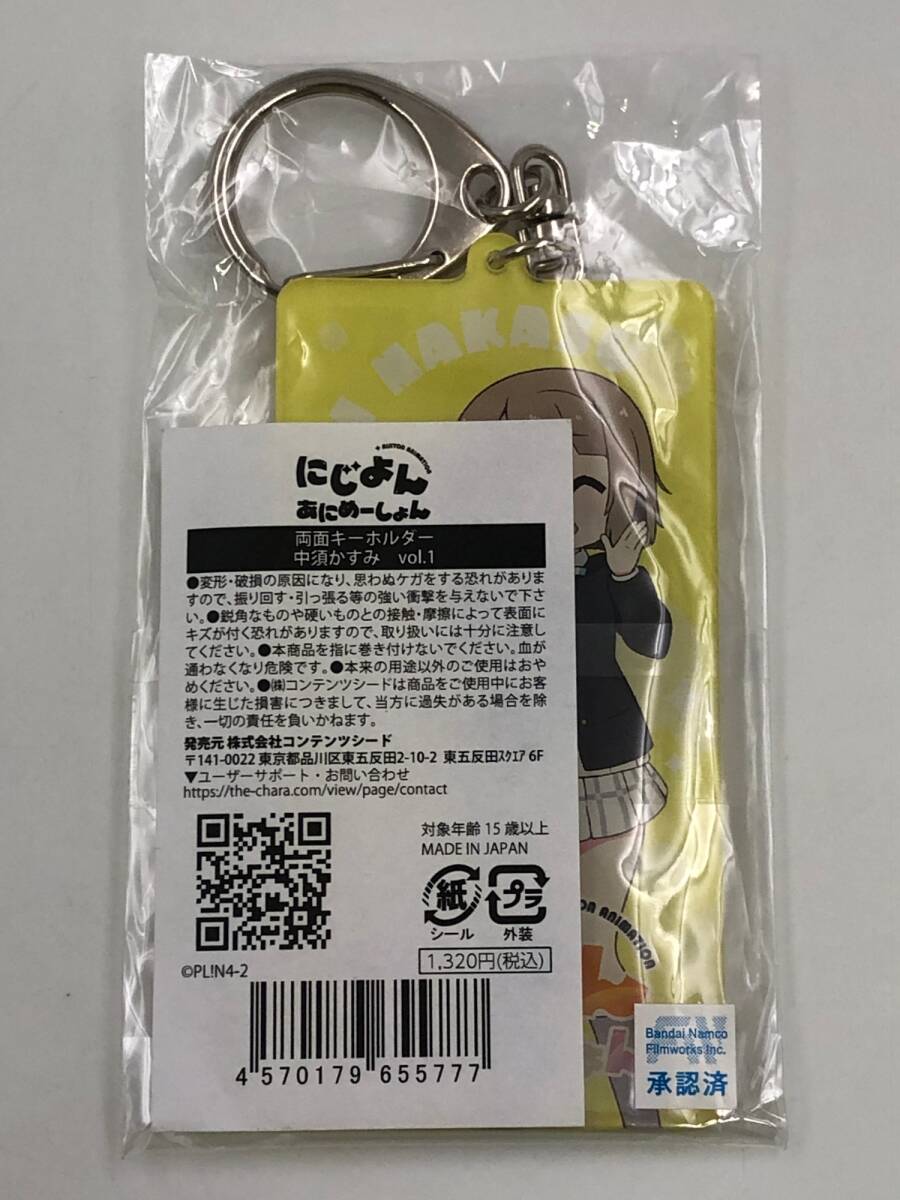 NAKASU
NIJIYON ANIMATION
にじよん
あにめーしょん
両面キーホルダー
中須かすみ vol.1
●変形・破損の原因になり、思わぬケガをする恐れがありま
すので、振り回す・引っ張る等の強い衝撃を与えないで下さ
い。●鋭角なものや硬いものとの接触・摩擦によって表面に
キズが付く恐れがありますので、取り扱いには十分に注意し
てください。●本商品を指に巻き付けないでください。血が
通わなくなり危険です。●本来の用途以外のご使用はおや
めください。●㈱コンテンツシードは商品をご使用中にお客
様に生じた損害につきまして、当方に過失がある場合を除
き、一切の責任を負いかねます。
発売元 株式会社コンテンツシード
〒141-0022 東京都品川区東五反田2-10-2 東五反田ｽｸｴｱ 6F
▼ユーザーサポート・お問い合わせ
https://the-chara.com/view/page/contact
対象年齢 15 歳以上
MADE IN JAPAN
紙
プラ
シール
外装
1,320円(税込)
©PL!N4-2
4 570179 655777
ANIMATION
Bandai Namco
Filmworks Inc.
承認済